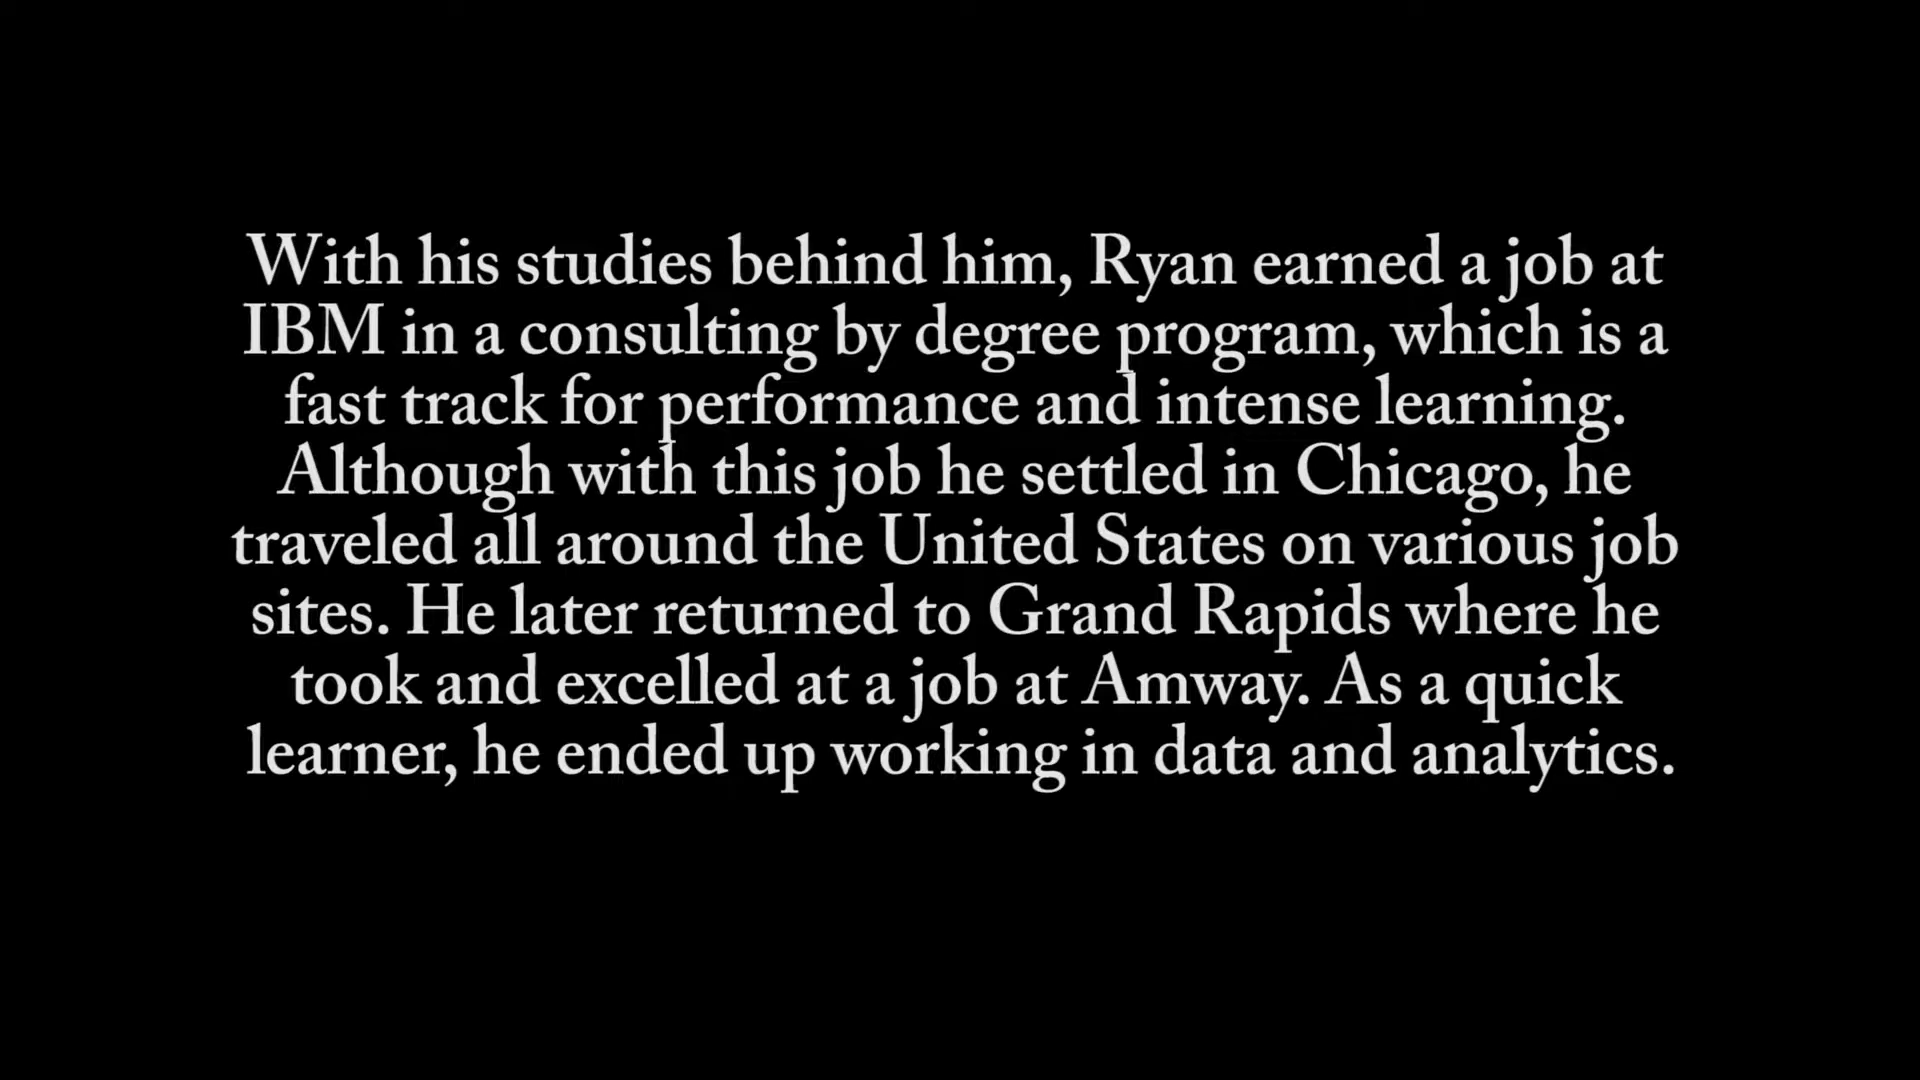 With his studies behind him, Ryan earned a job at
IBM in a consulting by degree program, which is a
fast track for performance and intense learning.
Although with this job he settled in Chicago, he
traveled all around the United States on various job
sites. He later returned to Grand Rapids where he
took and excelled at a job at Amway. As a quick
learner, he ended up working in data and analytics.